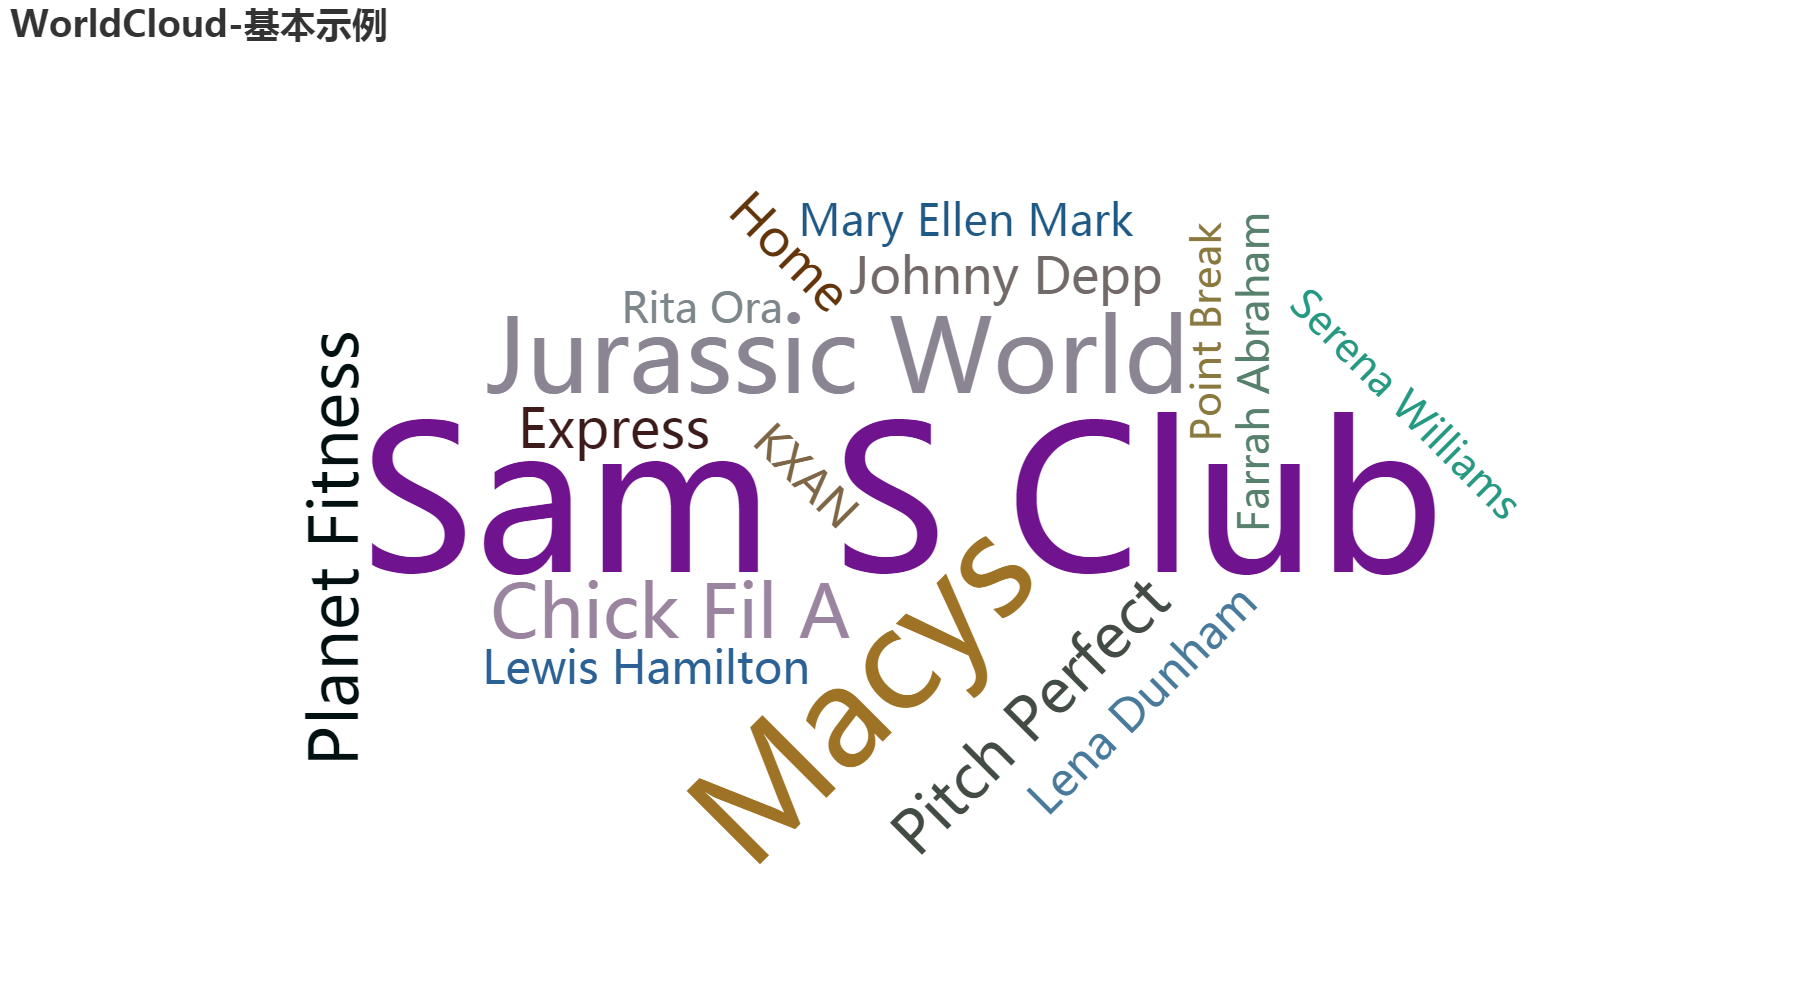 WorldCloud-基本示例
Home
Mary Ellen Mark
Johnny Depp
Rita Ora
Jurassic World
Point Break
Farrah Abraham
Serena Williams
Planet Fitness
Express
KXAN
Sam S Club
Chick Fil A
Macys
Lewis Hamilton
Pitch Perfect
Lena Dunham